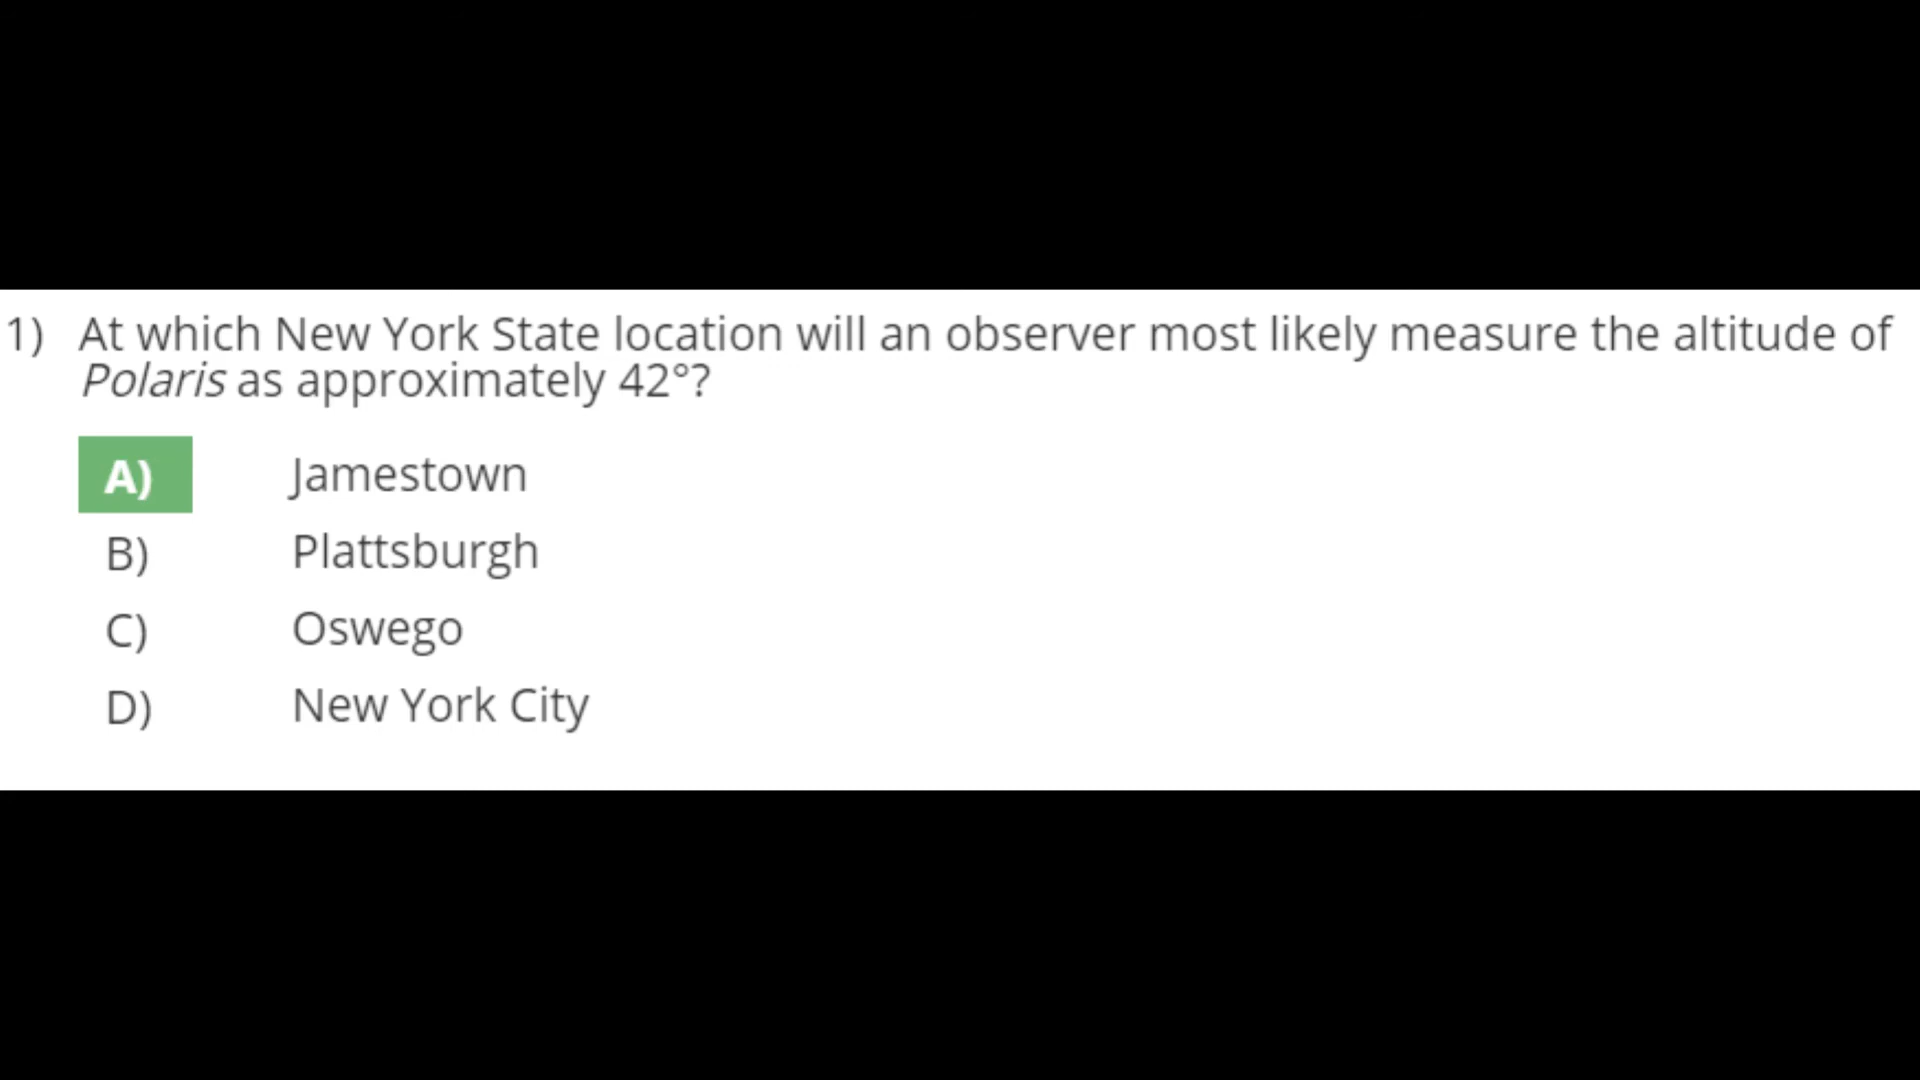 1) At which New York State location will an observer most likely measure the altitude of
Polaris as approximately 42°?
A) Jamestown
B) Plattsburgh
C) Oswego
D) New York City